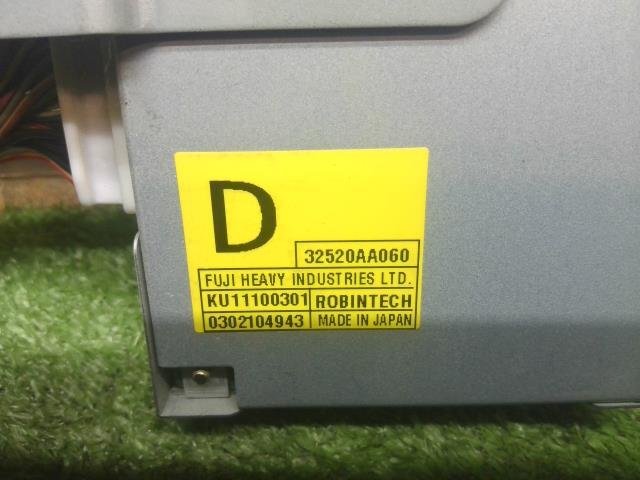 D
32520AA060
FUJI HEAVY INDUSTRIES LTD.
KU11100301 ROBINTECH
0302104943 MADE IN JAPAN